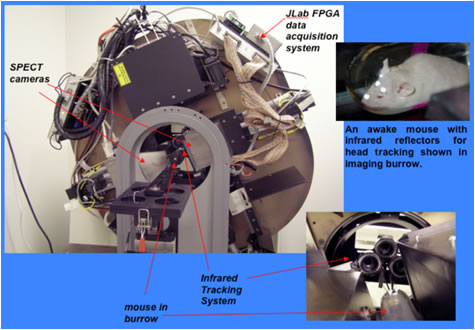 JLab FPGA
data
acquisition
system
SPECT
cameras
An awake mouse with
infrared reflectors for
head tracking shown in
imaging burrow.
Infrared
Tracking
System
mouse in
burrow